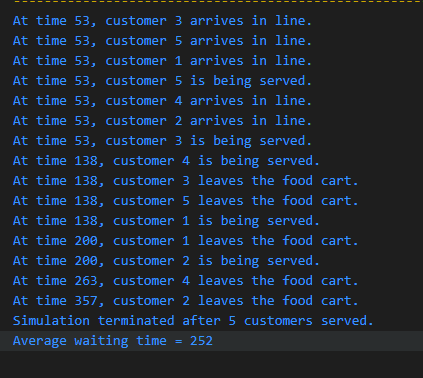 At time 53, customer 3 arrives in line.
At time 53, customer 5 arrives in line.
At time 53, customer 1 arrives in line.
At time 53, customer 5 is being served.
At time 53, customer 4 arrives in line.
At time 53, customer 2 arrives in line.
At time 53, customer 3 is being served.
At time 138, customer 4 is being served.
At time 138, customer 3 leaves the food cart.
At time 138, customer 5 leaves the food cart.
At time 138, customer 1 is being served.
At time 200, customer 1 leaves the food cart.
At time 200, customer 2 is being served.
At time 263, customer 4 leaves the food cart.
At time 357, customer 2 leaves the food cart.
Simulation terminated after 5 customers served.
Average waiting time = 252